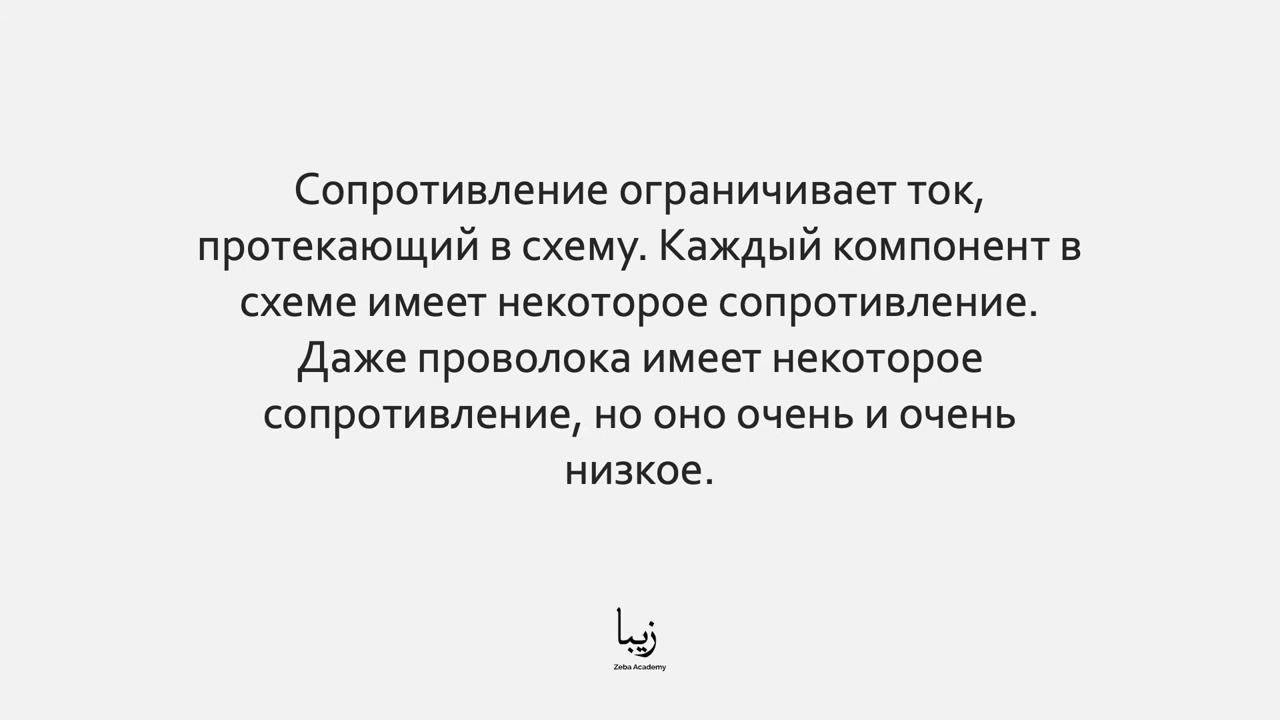 Сопротивление ограничивает ток,
протекающий в схему. Каждый компонент в
схеме имеет некоторое сопротивление.
Даже проволока имеет некоторое
сопротивление, но оно очень и очень
низкое.
زيبا
Zeba Academy